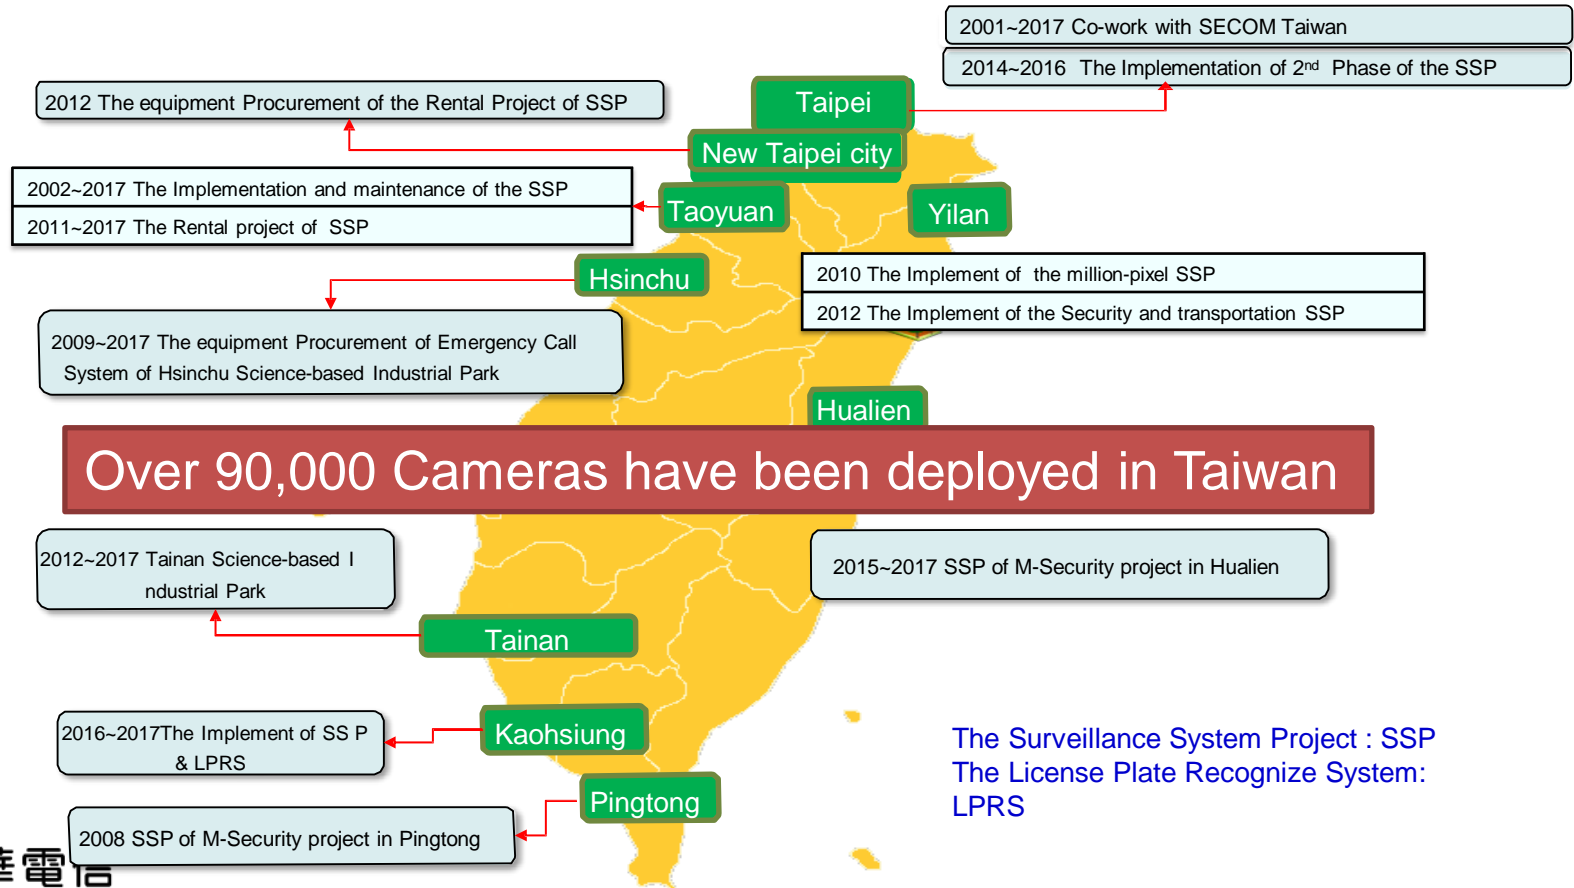 2001~2017 Co-work with SECOM Taiwan
2014~2016 The Implementation of 2nd Phase of the SSP
2012 The equipment Procurement of the Rental Project of SSP
Taipei
New Taipei city
2002~2017 The Implementation and maintenance of the SSP
2011~2017 The Rental project of SSP
Taoyuan
Yilan
Hsinchu
2010 The Implement of the million-pixel SSP
2012 The Implement of the Security and transportation SSP
2009~2017 The equipment Procurement of Emergency Call
System of Hsinchu Science-based Industrial Park
Hualien
Over 90,000 Cameras have been deployed in Taiwan
2012~2017 Tainan Science-based I
ndustrial Park
2015~2017 SSP of M-Security project in Hualien
Tainan
2016~2017The Implement of SS P
& LPRS
Kaohsiung
The Surveillance System Project : SSP
The License Plate Recognize System:
LPRS
Pingtong
2008 SSP of M-Security project in Pingtong
電信